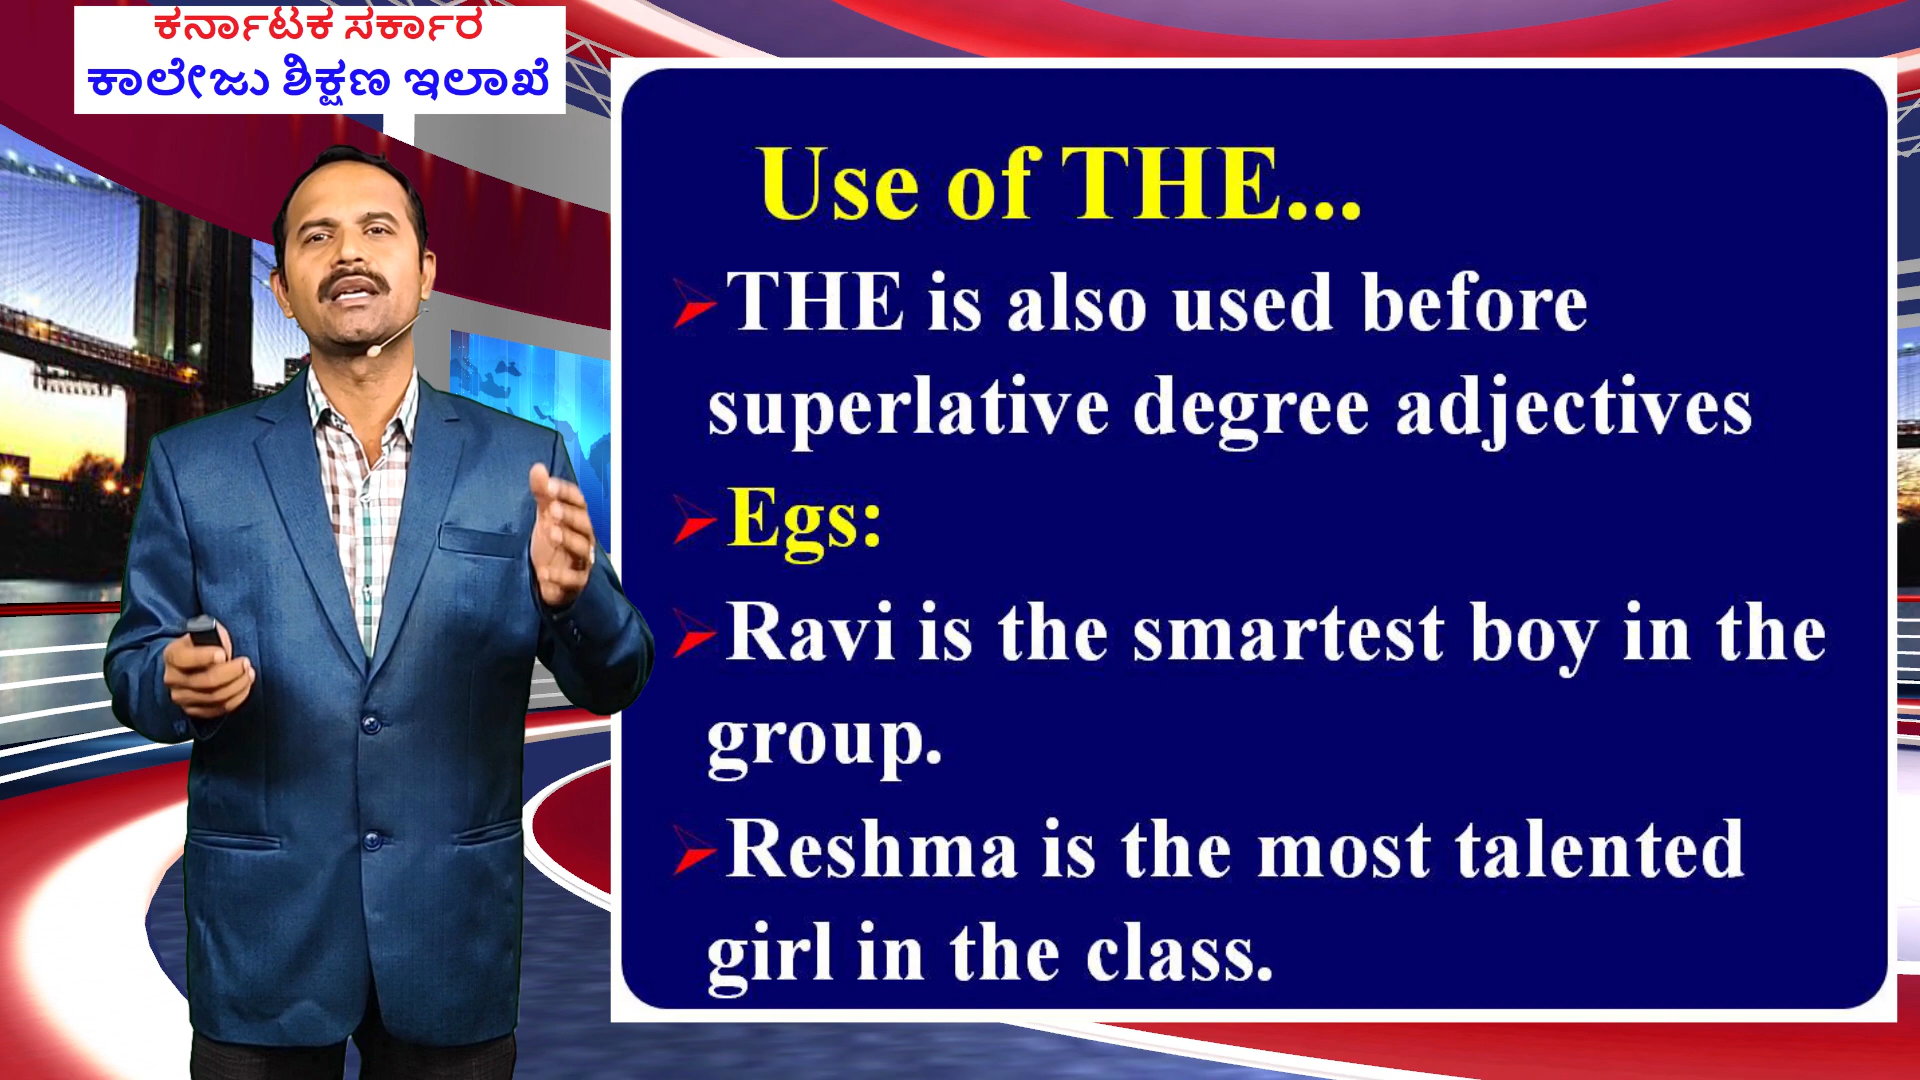 ಕರ್ನಾಟಕ ಸರ್ಕಾರ
ಕಾಲೇಜು ಶಿಕ್ಷಣ ಇಲಾಖೆ
Use of THE...
THE is also used before
superlative degree adjectives
Egs:
Ravi is the smartest boy in the
group.
Reshma is the most talented
girl in the class.